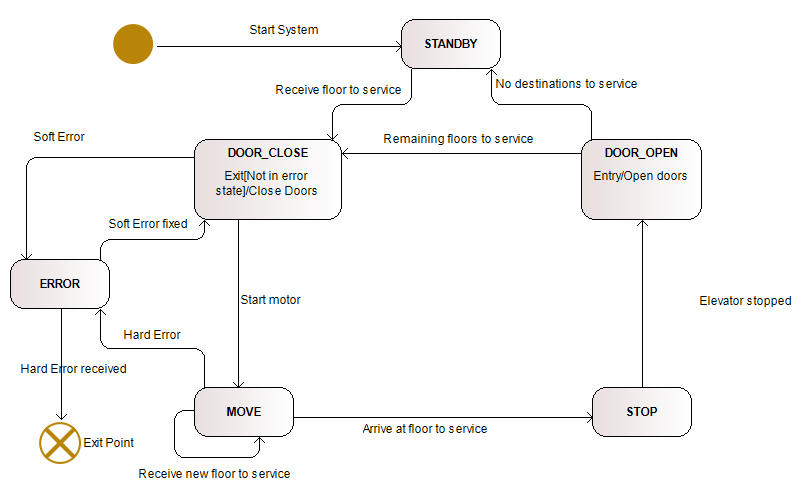 Start System
STANDBY
Receive floor to service
No destinations to service
Soft Error
DOOR_CLOSE
Exit[Not in error
state]/Close Doors
Remaining floors to service
DOOR_OPEN
Entry/Open doors
Soft Error fixed
ERROR
Start motor
Elevator stopped
Hard Error
Hard Error received
MOVE
Arrive at floor to service
STOP
Exit Point
Receive new floor to service